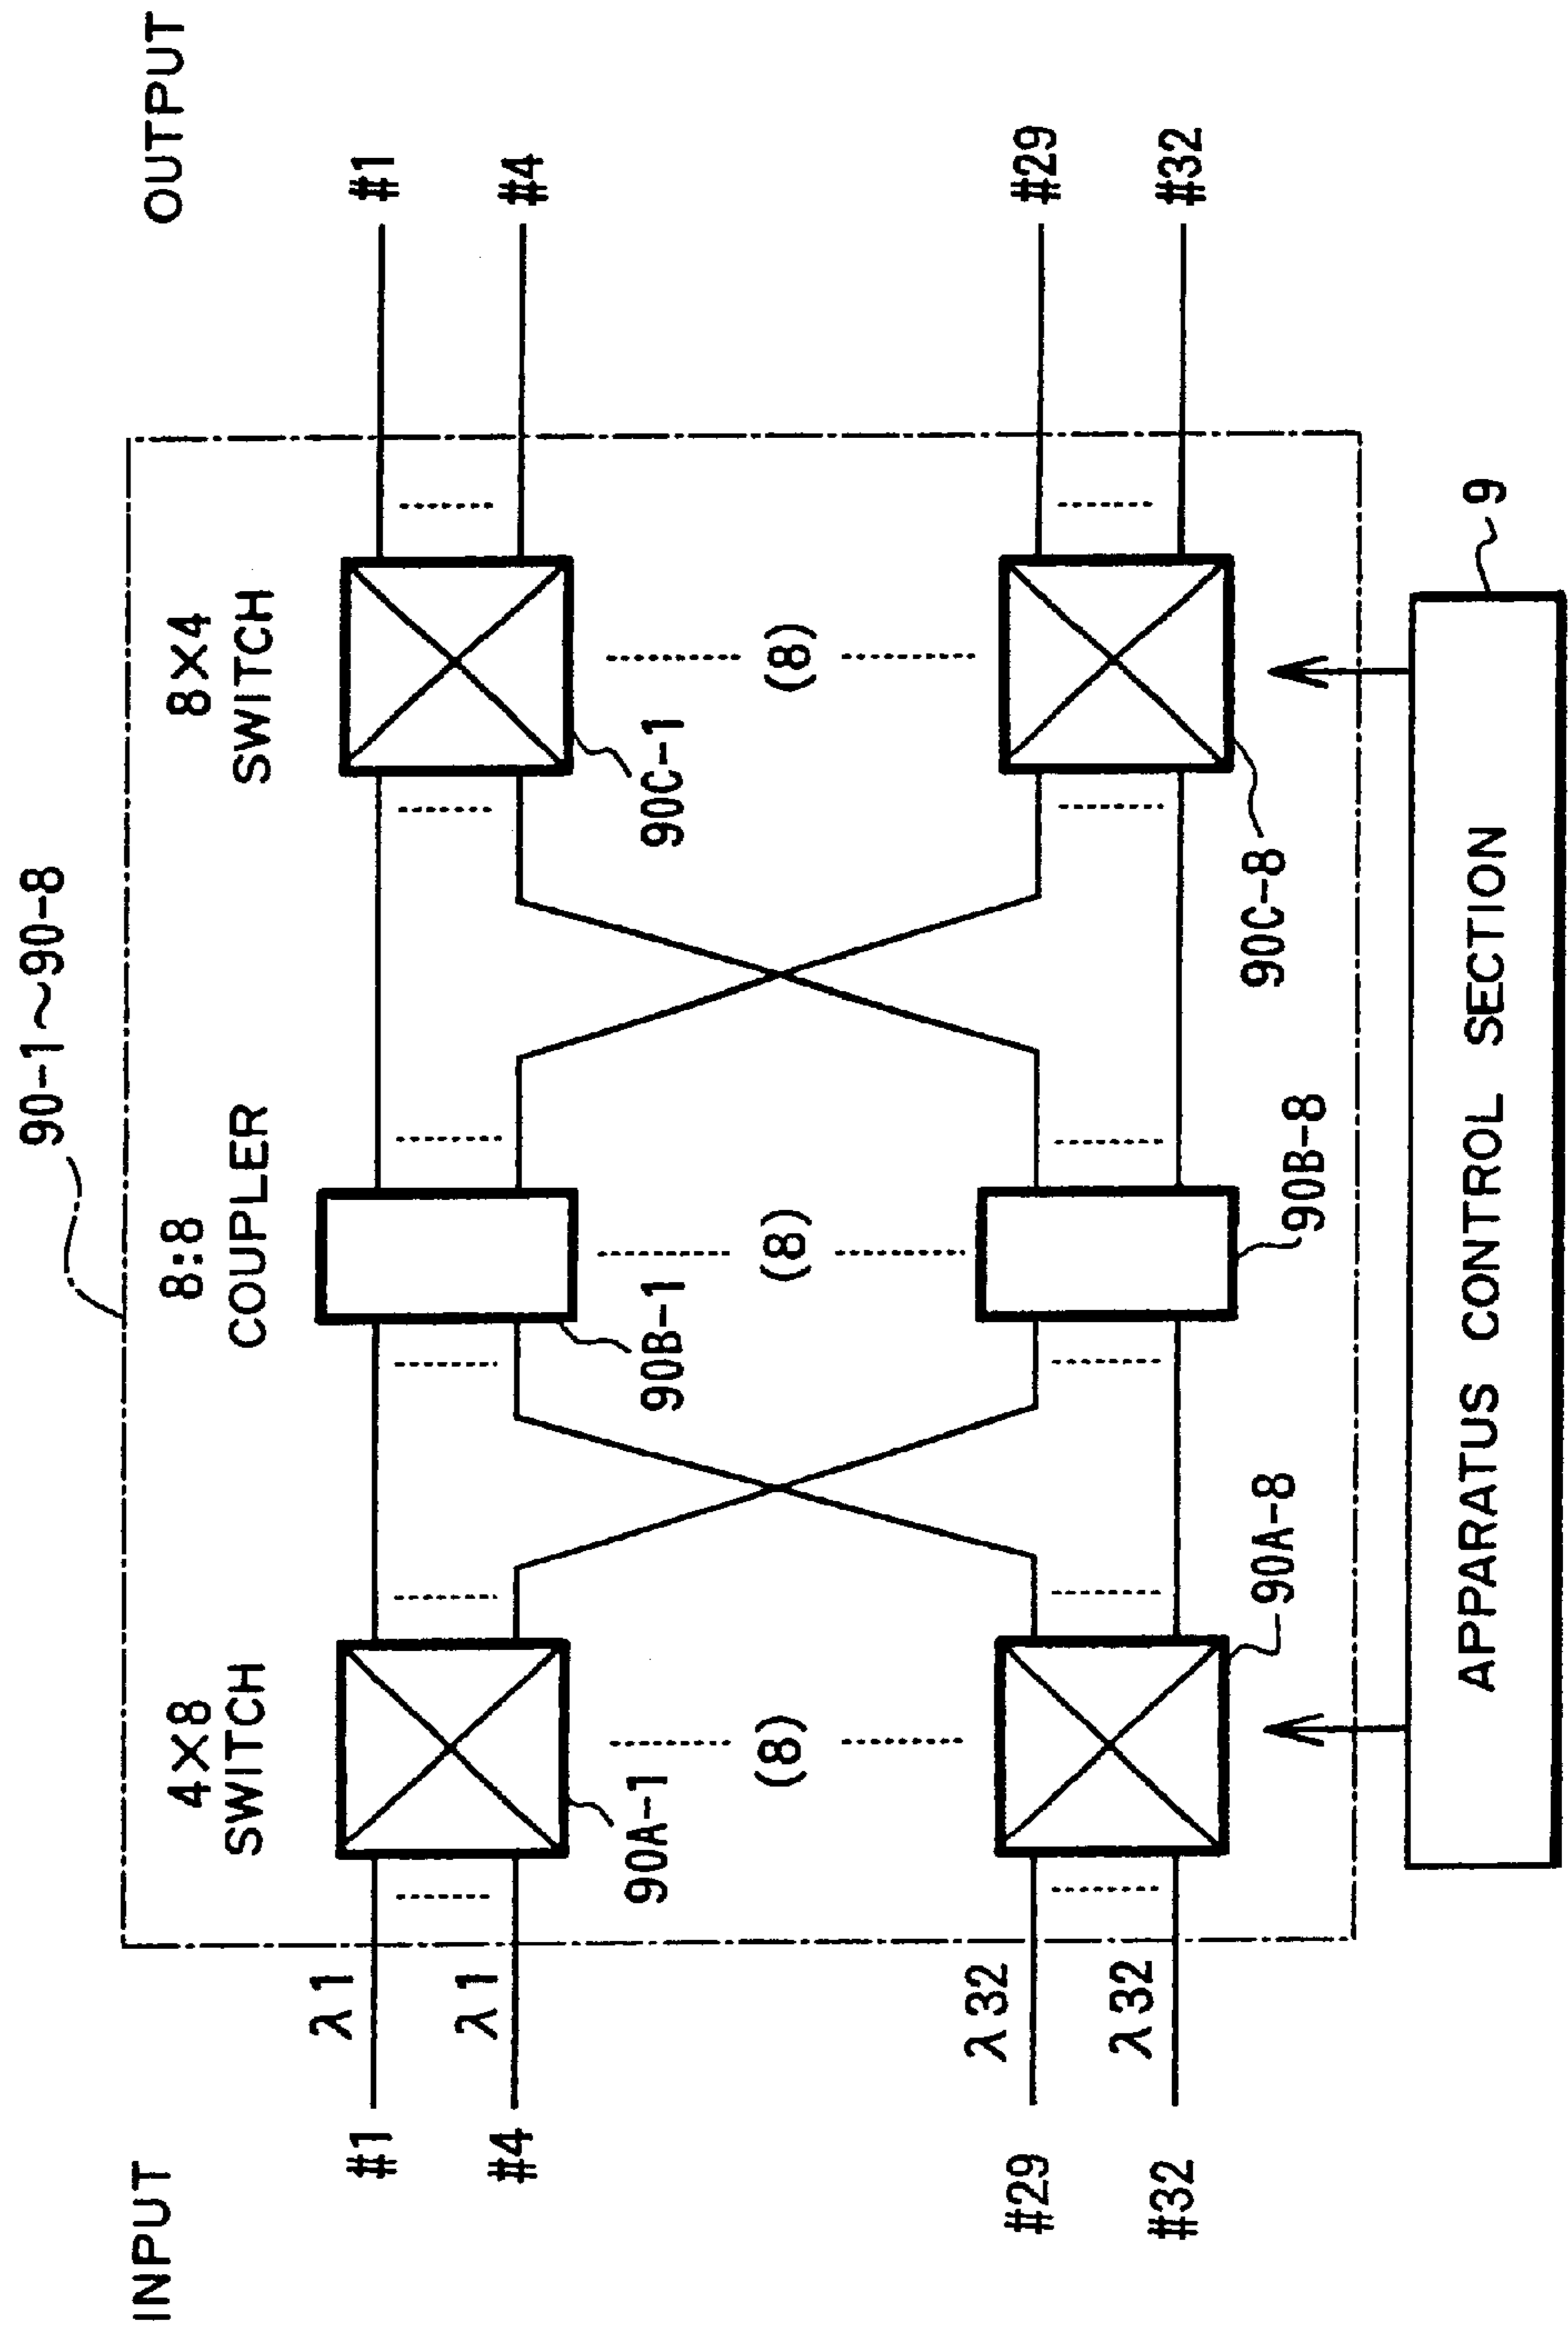 90-1~90-8
INPUT
OUTPUT
4×8
SWITCH
8:8
COUPLER
8×4
SWITCH
#1
λ1
#1
#4
λ1
#4
90A-1
90B-1
90C-1
(8)
(8)
(8)
#29
λ32
#29
#32
λ32
#32
90A-8
90B-8
90C-8
APPARATUS CONTROL SECTION
9